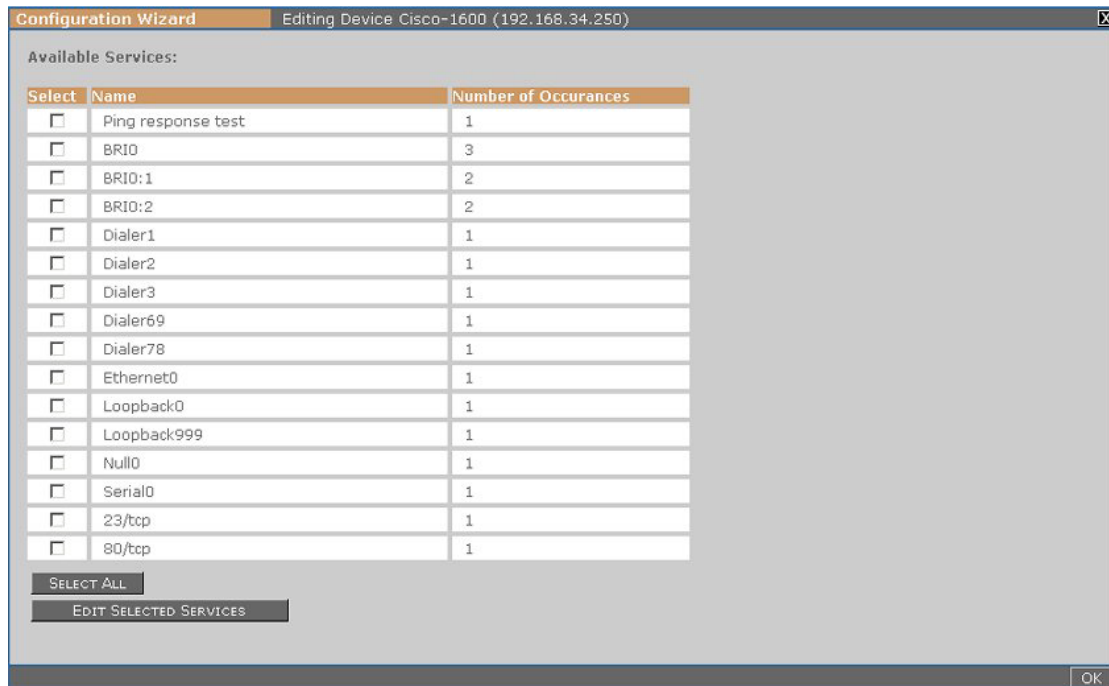 Configuration Wizard Editing Device Cisco-1600 (192.168.34.250) X
Available Services:
Select Name Number of Occurances
Ping response test 1
BRI0 3
BRI0:1 2
BRI0:2 2
Dialer1 1
Dialer2 1
Dialer3 1
Dialer69 1
Dialer78 1
Ethernet0 1
Loopback0 1
Loopback999 1
Null0 1
Serial0 1
23/tcp 1
80/tcp 1
SELECT ALL
EDIT SELECTED SERVICES
OK